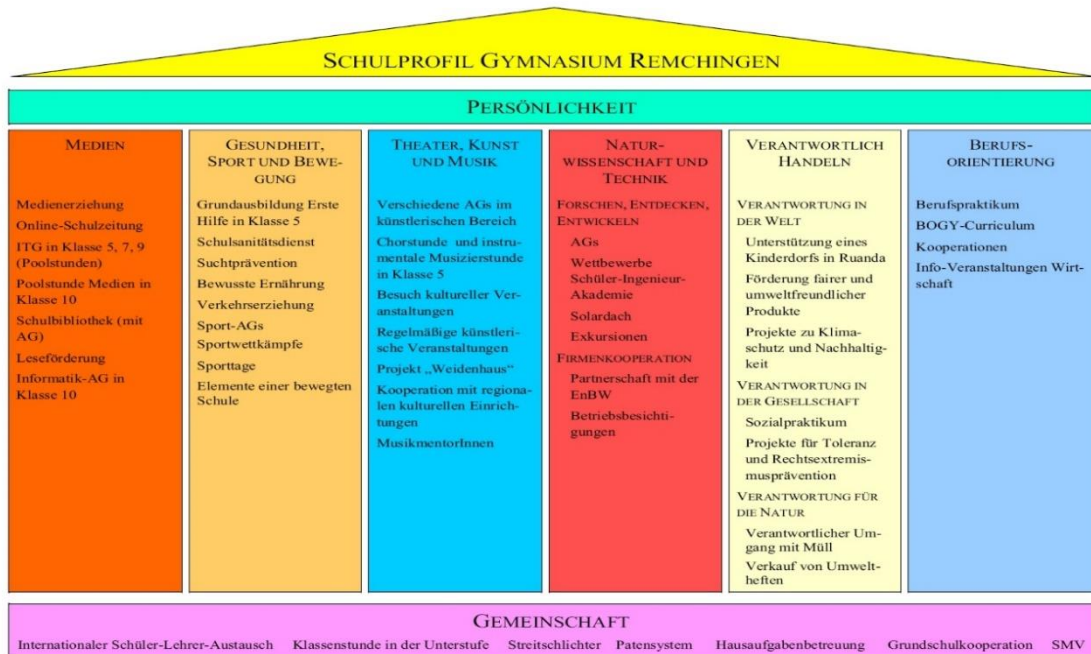 SCHULPROFIL GYMNASIUM REMCHINGEN
PERSÖNLICHKEIT
MEDIEN
Medienerziehung
Online-Schulzeitung
ITG in Klasse 5, 7, 9
(Poolstunden)
Poolstunde Medien in
Klasse 10
Schulbibliothek (mit
AG)
Leseförderung
Informatik-AG in
Klasse 10
GESUNDHEIT,
SPORT UND BEWE-
GUNG
Grundausbildung Erste
Hilfe in Klasse 5
Schulsanitätsdienst
Suchtprävention
Bewusste Ernährung
Verkehrserziehung
Sport-AGs
Sportwettkämpfe
Sporttage
Elemente einer bewegten
Schule
THEATER, KUNST
UND MUSIK
Verschiedene AGs im
künstlerischen Bereich
Chorstunde und instru-
mentale Musizierstunde
in Klasse 5
Besuch kultureller Ver-
anstaltungen
Regelmäßige künstleri-
sche Veranstaltungen
Projekt „Weidenhaus“
Kooperation mit regiona-
len kulturellen Einrich-
tungen
MusikmentorInnen
NATUR-
WISSENSCHAFT UND
TECHNIK
FORSCHEN, ENTDECKEN,
ENTWICKELN
AGs
Wettbewerbe
Schüler-Ingenieur-
Akademie
Solardach
Exkursionen
FIRMENKOOPERATION
Partnerschaft mit der
EnBW
Betriebsbesichti-
gungen
VERANTWORTLICH
HANDELN
VERANTWORTUNG IN
DER WELT
Unterstützung eines
Kinderdorfs in Ruanda
Förderung fairer und
umweltfreundlicher
Produkte
Projekte zu Klima-
schutz und Nachhaltig-
keit
VERANTWORTUNG IN
DER GESELLSCHAFT
Sozialpraktikum
Projekte für Toleranz
und Rechtsextremis-
musprävention
VERANTWORTUNG FÜR
DIE NATUR
Verantwortlicher Um-
gang mit Müll
Verkauf von Umwelt-
heften
BERUFS-
ORIENTIERUNG
Berufspraktikum
BOGY-Curriculum
Kooperationen
Info-Veranstaltungen Wirt-
schaft
GEMEINSCHAFT
Internationaler Schüler-Lehrer-Austausch Klassenstunde in der Unterstufe Streitschlichter Patensystem Hausaufgabenbetreuung Grundschulkooperation SMV